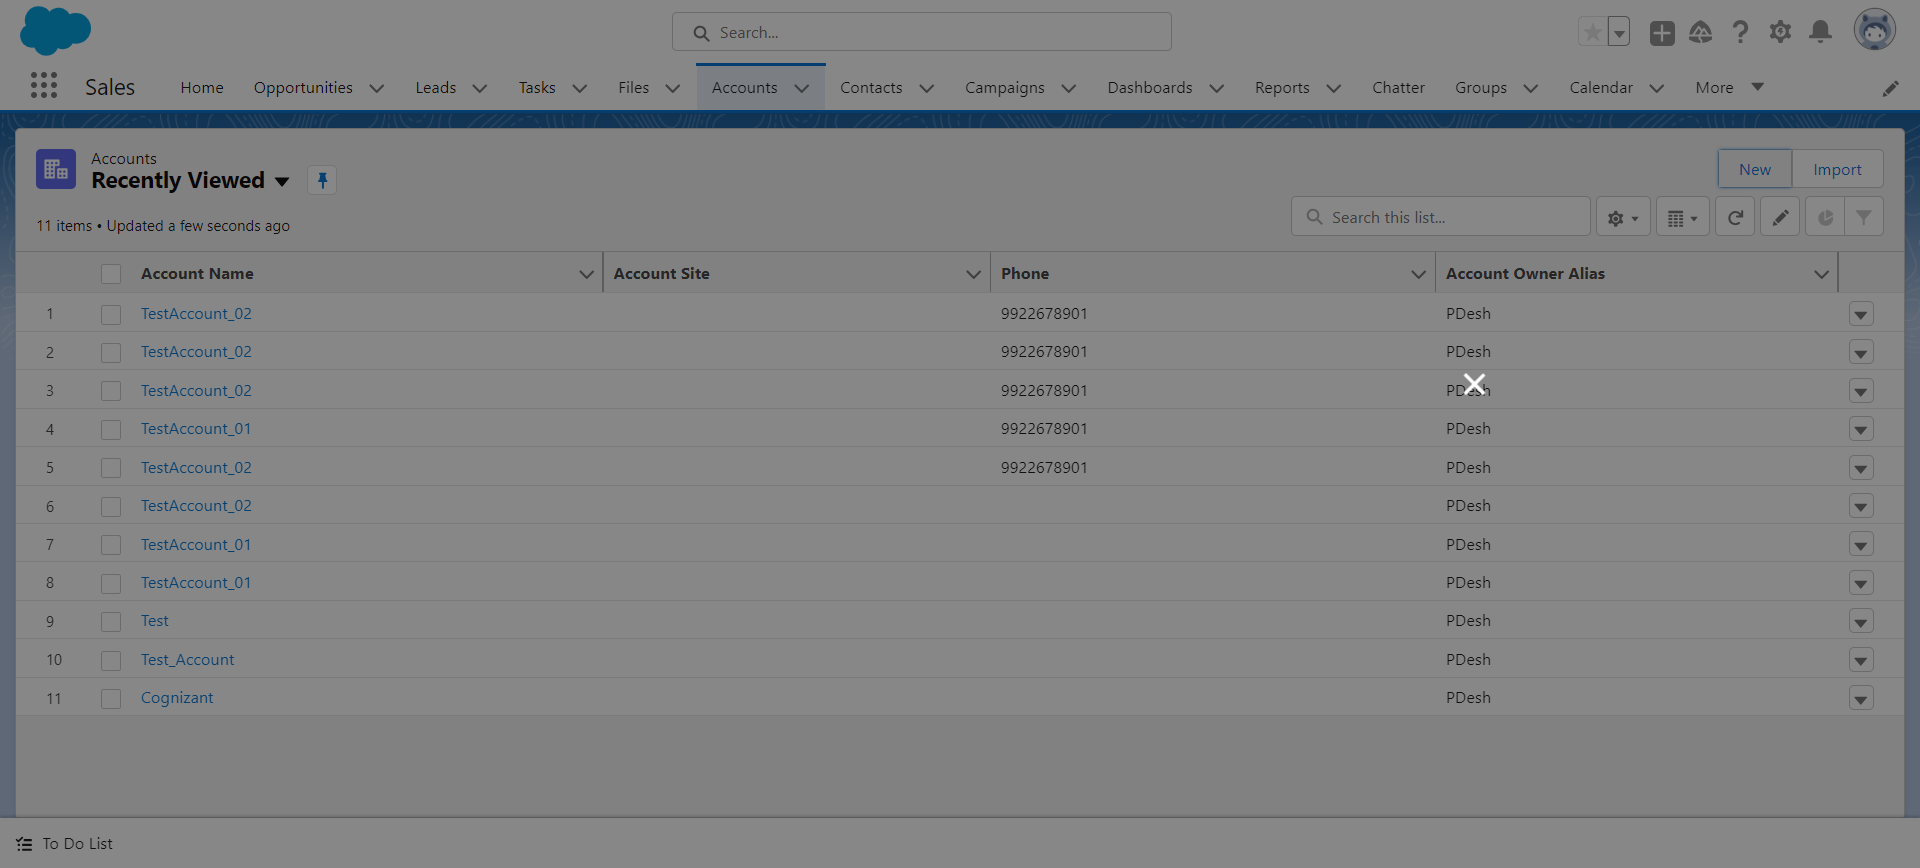 Search...
Sales Home Opportunities Leads Tasks Files Accounts Contacts Campaigns Dashboards Reports Chatter Groups Calendar More
Accounts
Recently Viewed
New Import
11 items • Updated a few seconds ago
Search this list...
Account Name Account Site Phone Account Owner Alias
1 TestAccount_02 9922678901 PDesh
2 TestAccount_02 9922678901 PDesh
3 TestAccount_02 9922678901 PDesh
4 TestAccount_01 9922678901 PDesh
5 TestAccount_02 9922678901 PDesh
6 TestAccount_02 PDesh
7 TestAccount_01 PDesh
8 TestAccount_01 PDesh
9 Test PDesh
10 Test_Account PDesh
11 Cognizant PDesh
To Do List